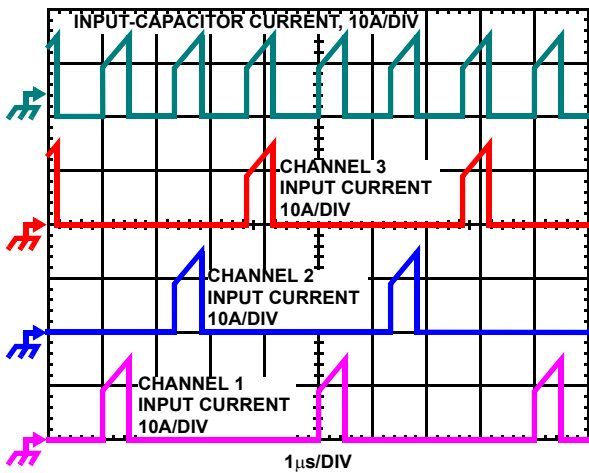 INPUT-CAPACITOR CURRENT, 10A/DIV
CHANNEL 3
INPUT CURRENT
10A/DIV
CHANNEL 2
INPUT CURRENT
10A/DIV
CHANNEL 1
INPUT CURRENT
10A/DIV
1μs/DIV